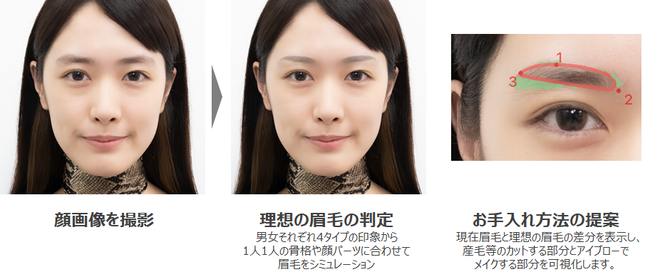 1
3
2
顔画像を撮影
理想の眉毛の判定
男女それぞれ4タイプの印象から
1人1人の骨格や顔パーツに合わせて
眉毛をシミュレーション
お手入れ方法の提案
現在眉毛と理想の眉毛の差分を表示し、
産毛等のカットする部分とアイブローで
メイクする部分を可視化します。